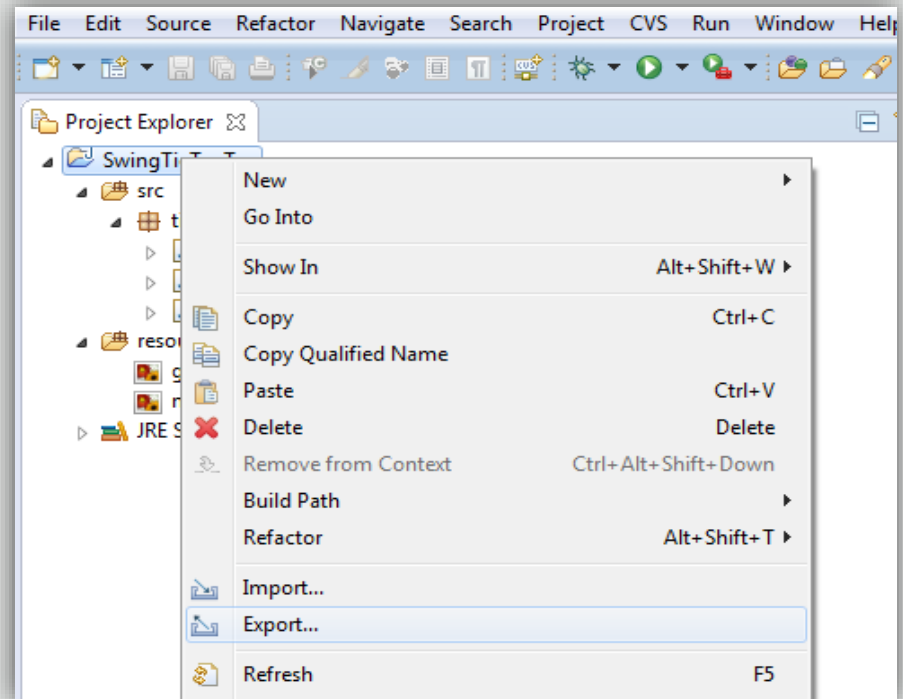 File Edit Source Refactor Navigate Search Project CVS Run Window Help
Project Explorer
New
src
Go Into
Show In Alt+Shift+W
Copy Ctrl+C
Copy Qualified Name
Paste Ctrl+V
JRE
Delete Delete
Remove from Context Ctrl+Alt+Shift+Down
Build Path
Refactor Alt+Shift+T
Import...
Export...
Refresh F5